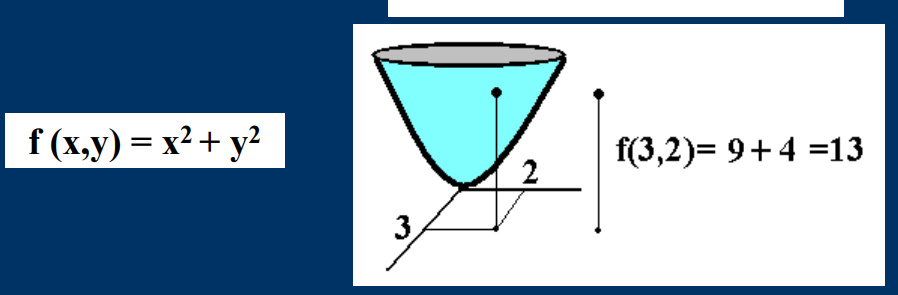 f (x,y) = x² + y²
2
f(3,2)= 9+4 =13
3